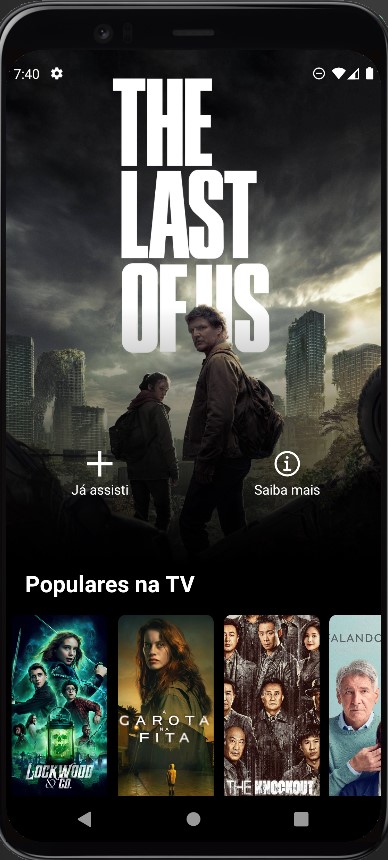 7:40
THE
LAST
OF US
Já assisti
Saiba mais
Populares na TV
LOCKWOOD
& CO.
A
GAROTA
NA
FITA
THE KNOCKOUT
ALANDO